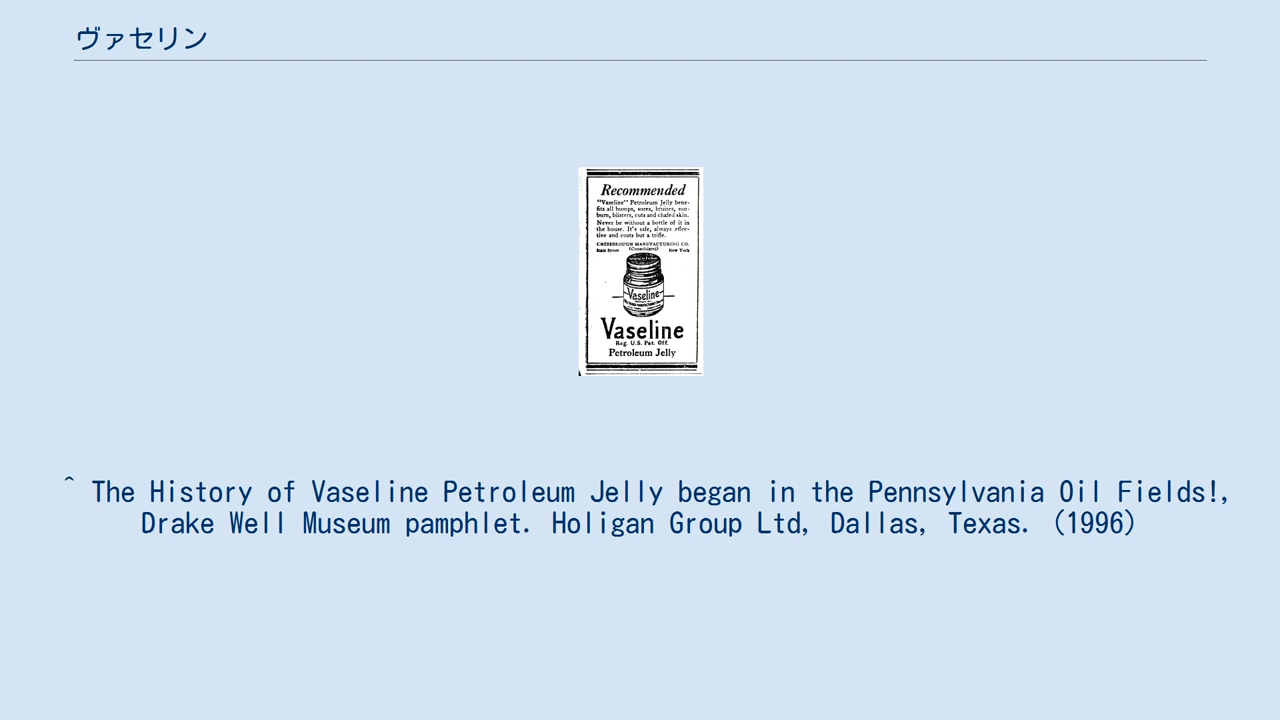 ヴァセリン
Recommended
"Vaseline" Petroleum Jelly bene-
fits all bumps, sores, bruises, sun-
burn, blisters, cuts and chafed skin.
Never be without a bottle of it in
the house. It's safe, always effec-
tive and costs but a trifle.
CHESEBROUGH MANUFACTURING CO.
(Consolidated)
State Street New York
Vaseline
Vaseline
Reg. U.S. Pat. Off.
Petroleum Jelly
^ The History of Vaseline Petroleum Jelly began in the Pennsylvania Oil Fields!,
Drake Well Museum pamphlet. Holigan Group Ltd, Dallas, Texas. (1996)